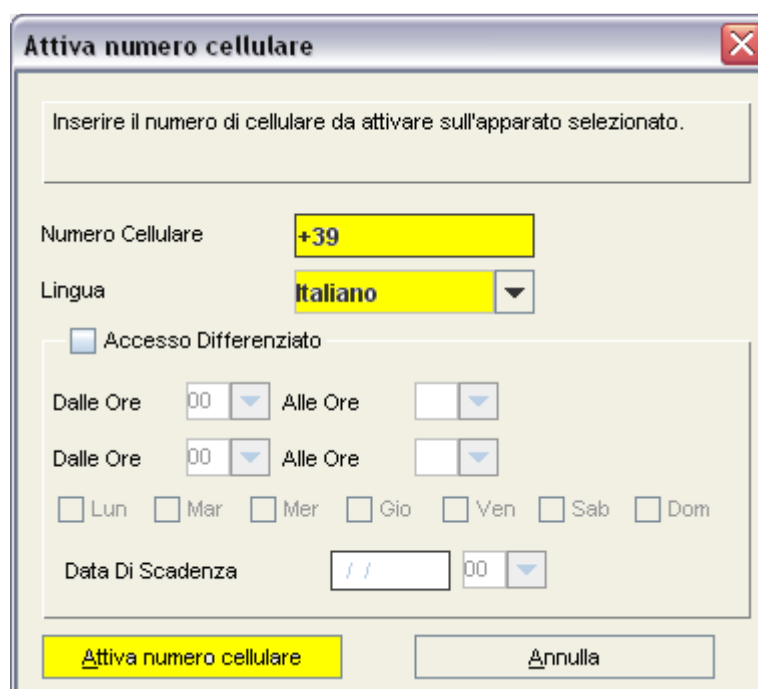 Attiva numero cellulare
Inserire il numero di cellulare da attivare sull'apparato selezionato.
Numero Cellulare +39
Lingua Italiano
Accesso Differenziato
Dalle Ore 00 Alle Ore
Dalle Ore 00 Alle Ore
Lun Mar Mer Gio Ven Sab Dom
Data Di Scadenza / / 00
Attiva numero cellulare Annulla